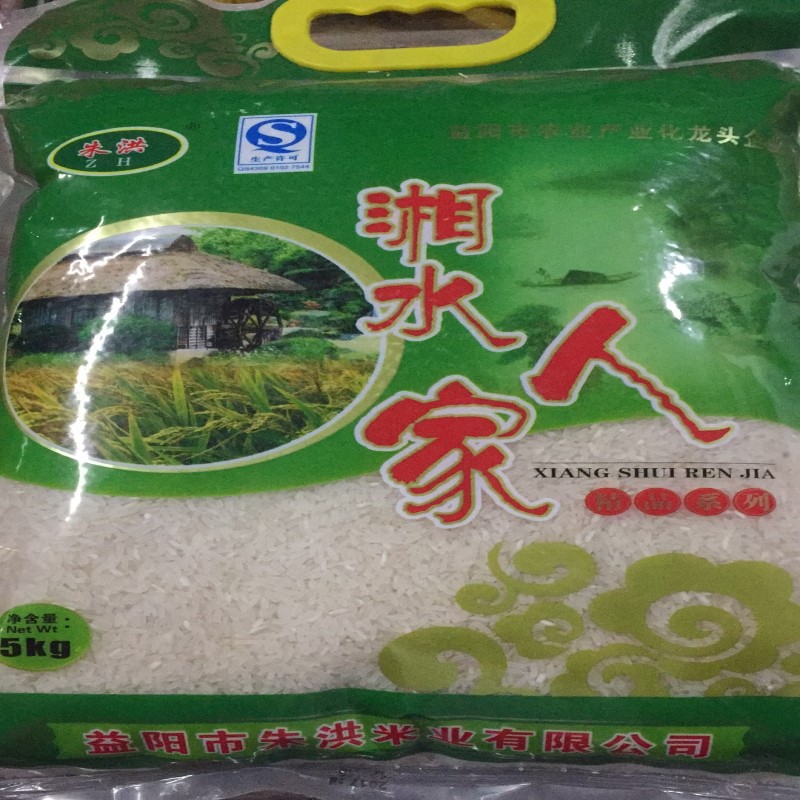 朱洪
Z H
生产许可
益阳市农业产业化龙头企
湘水人家
XIANG SHUI REN JIA
精品系列
净含量:
Net Wt:
5kg
益阳市朱洪米业有限公司